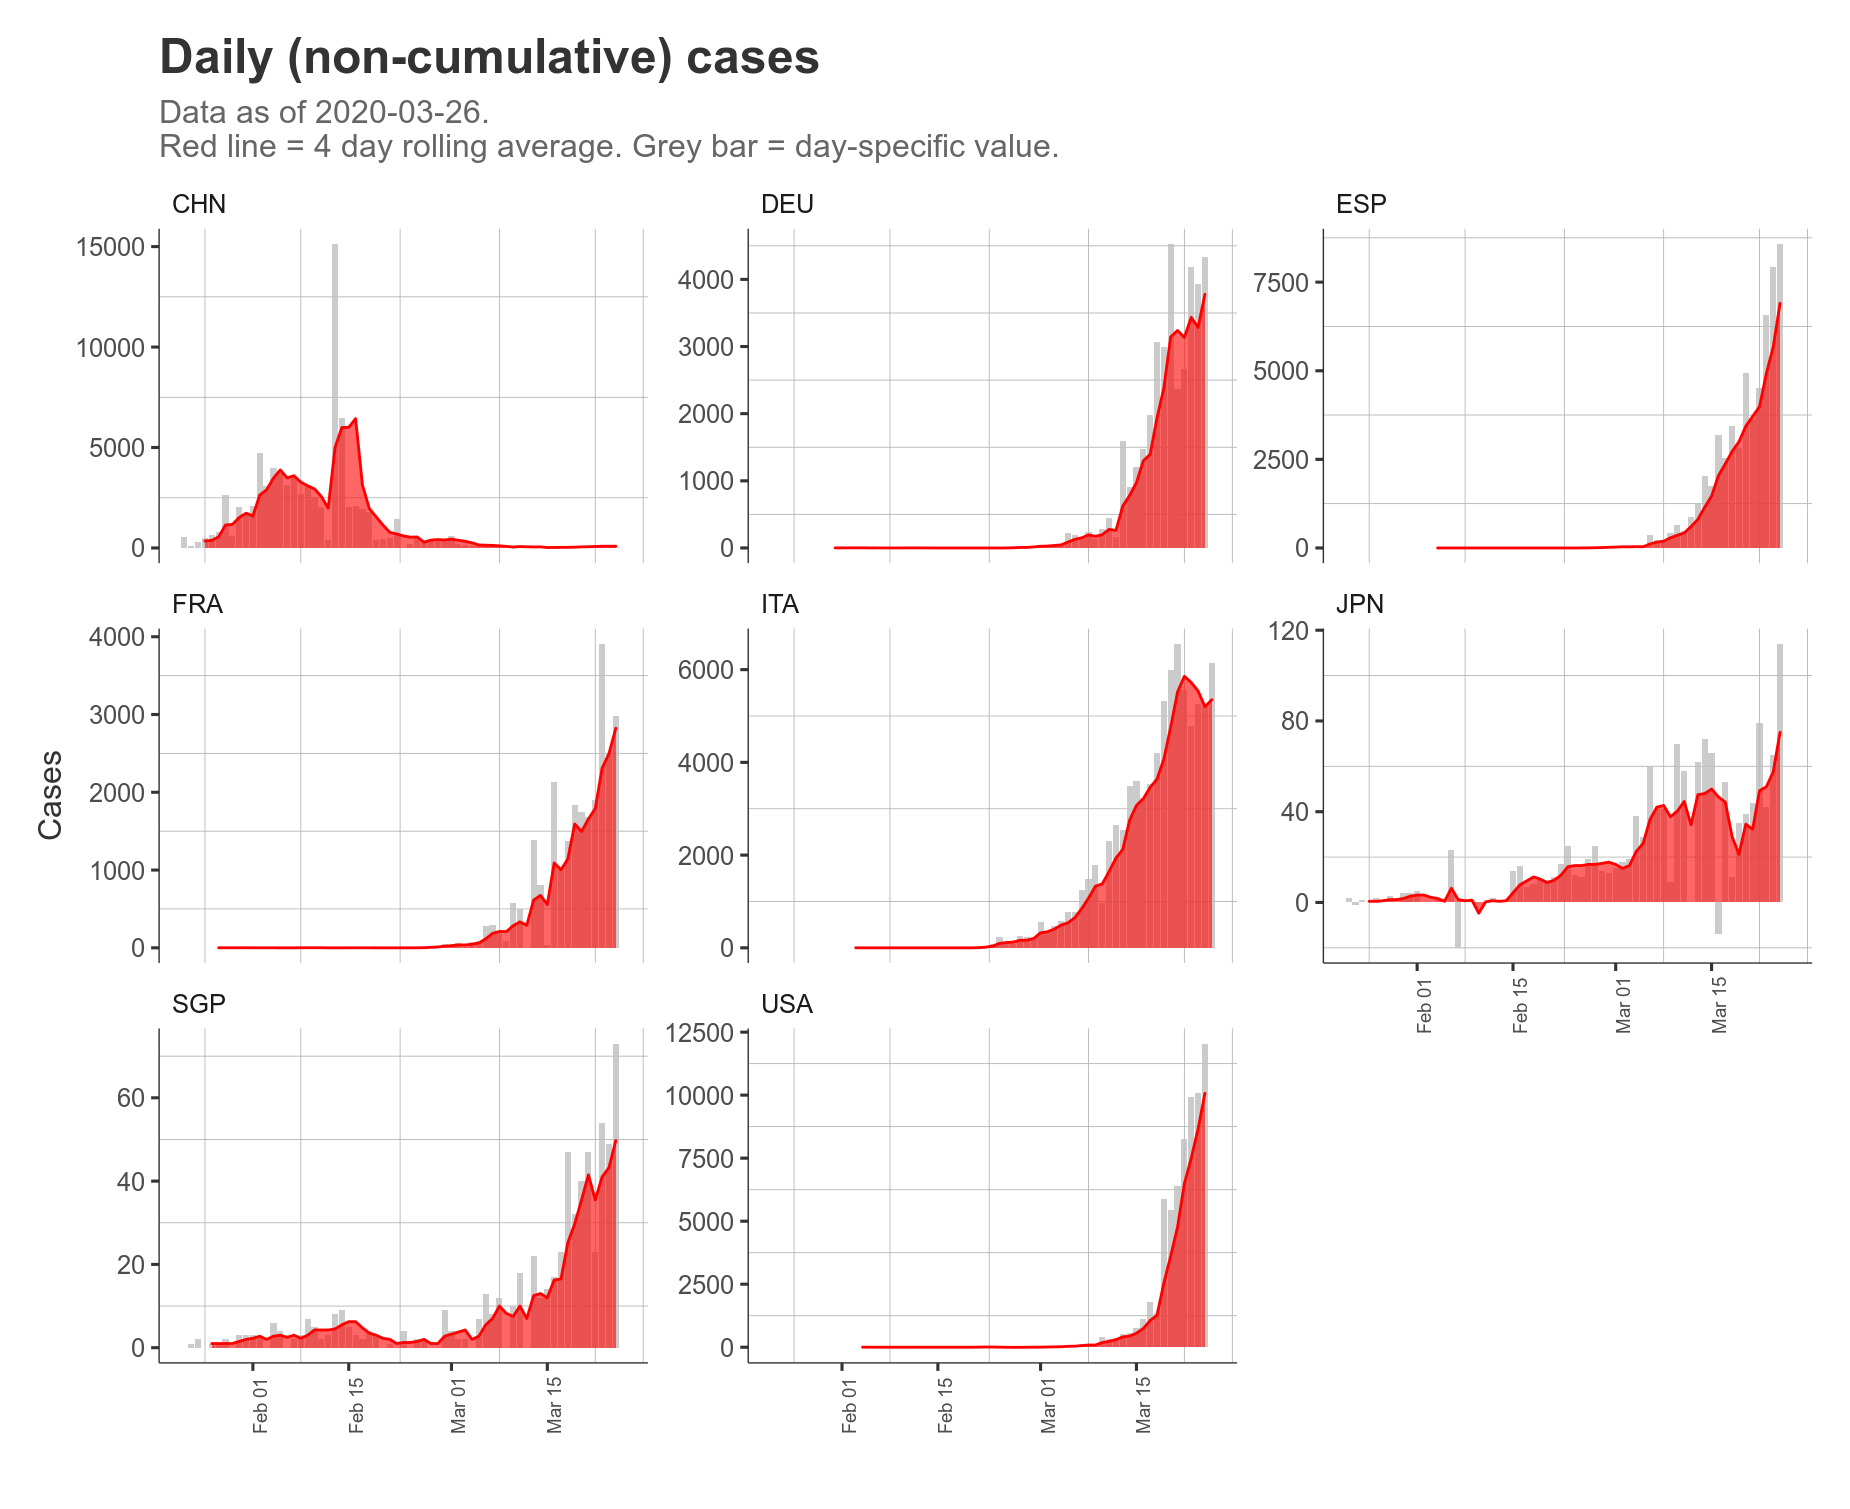 Daily (non-cumulative) cases
Data as of 2020-03-26.
Red line = 4 day rolling average. Grey bar = day-specific value.
Cases
CHN
15000
10000
5000
0
DEU
4000
3000
2000
1000
0
ESP
7500
5000
2500
0
FRA
4000
3000
2000
1000
0
ITA
6000
4000
2000
0
JPN
120
80
40
0
Feb 01
Feb 15
Mar 01
Mar 15
SGP
60
40
20
0
Feb 01
Feb 15
Mar 01
Mar 15
USA
12500
10000
7500
5000
2500
0
Feb 01
Feb 15
Mar 01
Mar 15